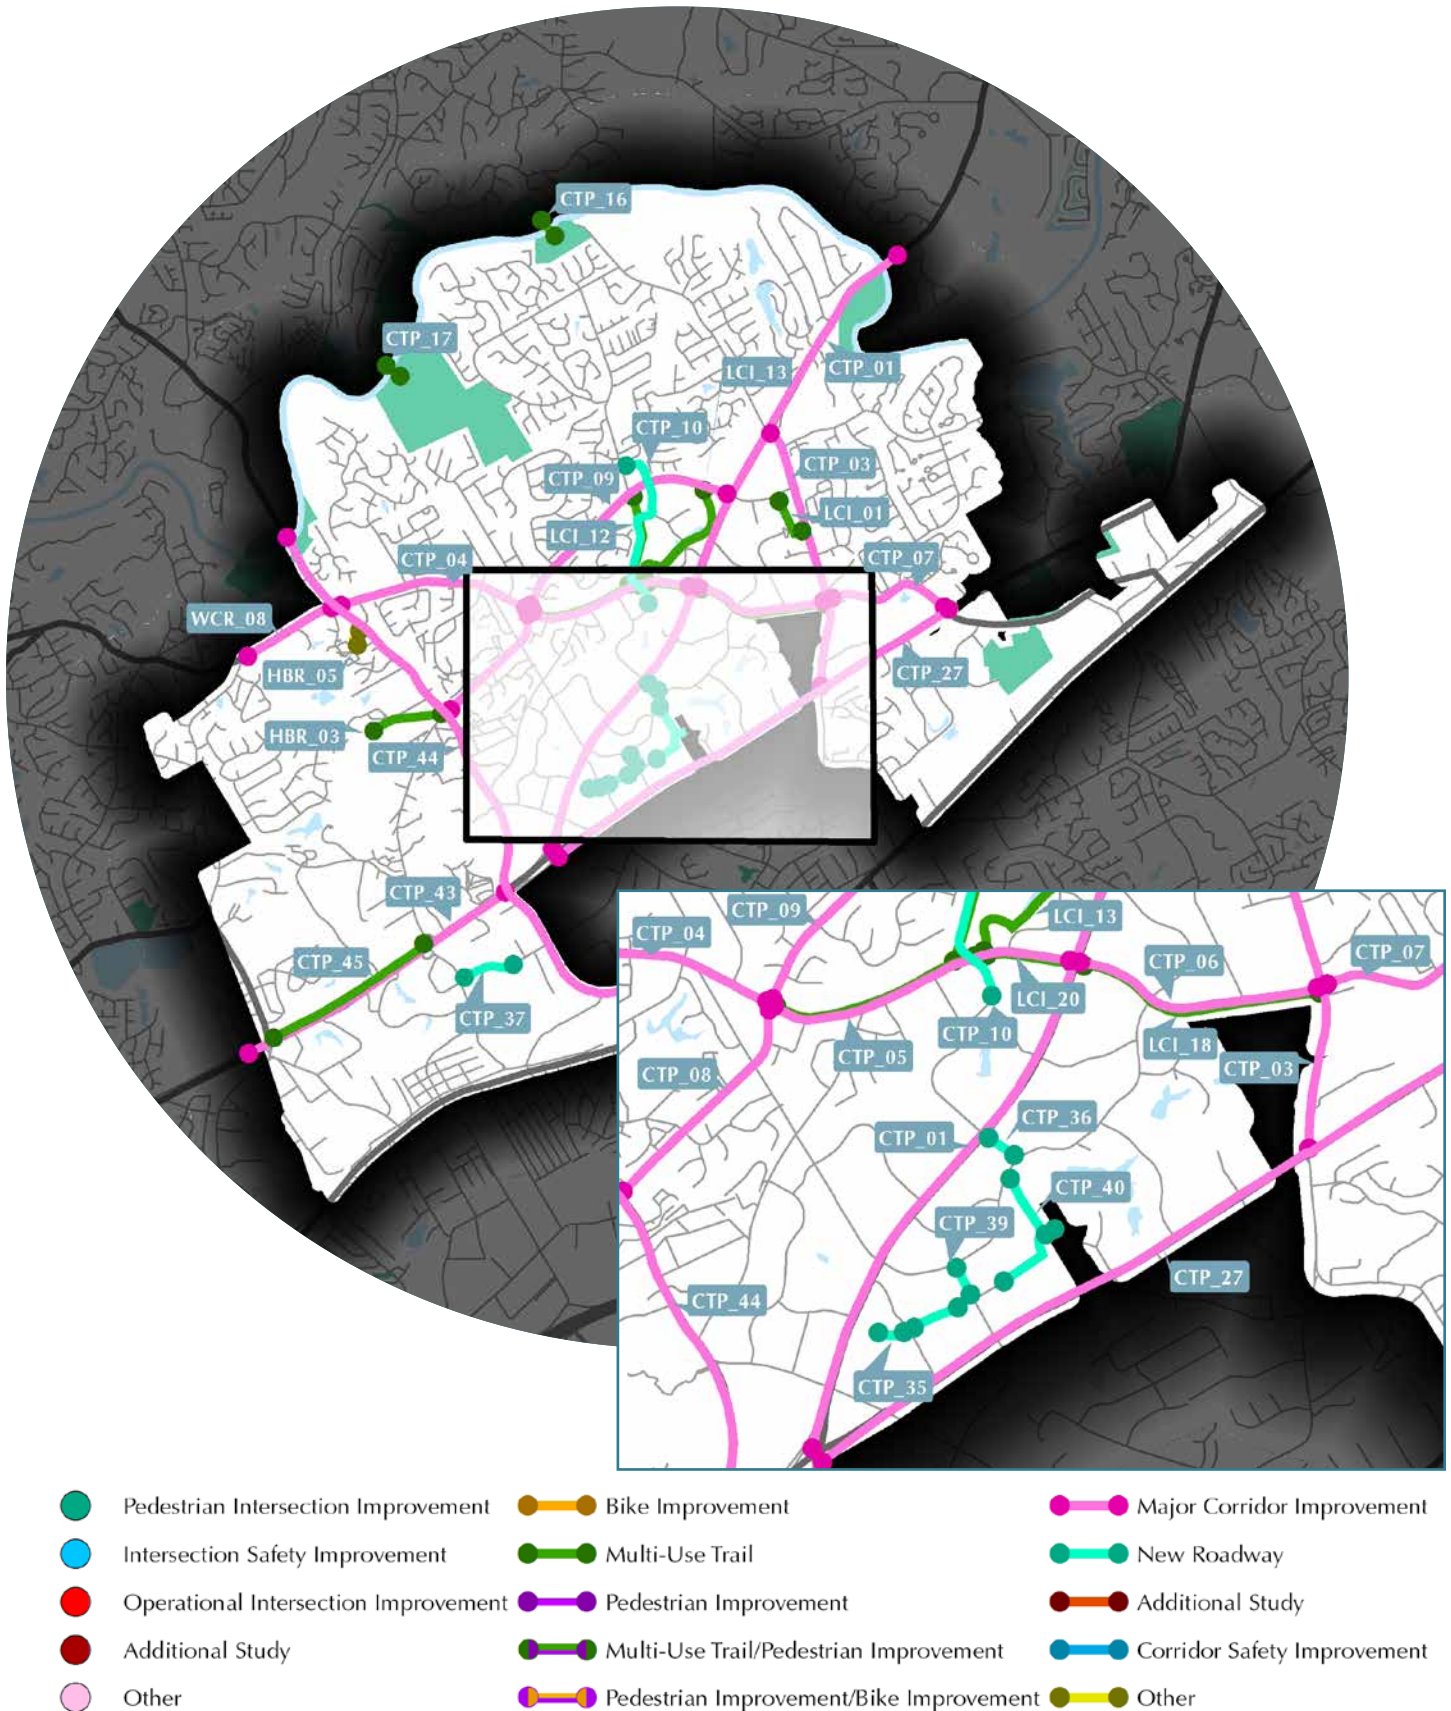 CTP_16
CTP_17
LCI_13
CTP_01
CTP_10
CTP_09
CTP_03
LCI_12
LCI_01
CTP_04
CTP_07
WCR_08
HBR_05
CTP_27
HBR_03
CTP_44
CTP_43
CTP_45
CTP_37
CTP_09
LCI_13
CTP_04
CTP_06
CTP_07
LCI_20
CTP_10
CTP_05
LCI_18
CTP_08
CTP_03
CTP_36
CTP_01
CTP_40
CTP_39
CTP_27
CTP_44
CTP_35
Pedestrian Intersection Improvement
Intersection Safety Improvement
Operational Intersection Improvement
Additional Study
Other
Bike Improvement
Multi-Use Trail
Pedestrian Improvement
Multi-Use Trail/Pedestrian Improvement
Pedestrian Improvement/Bike Improvement
Major Corridor Improvement
New Roadway
Additional Study
Corridor Safety Improvement
Other